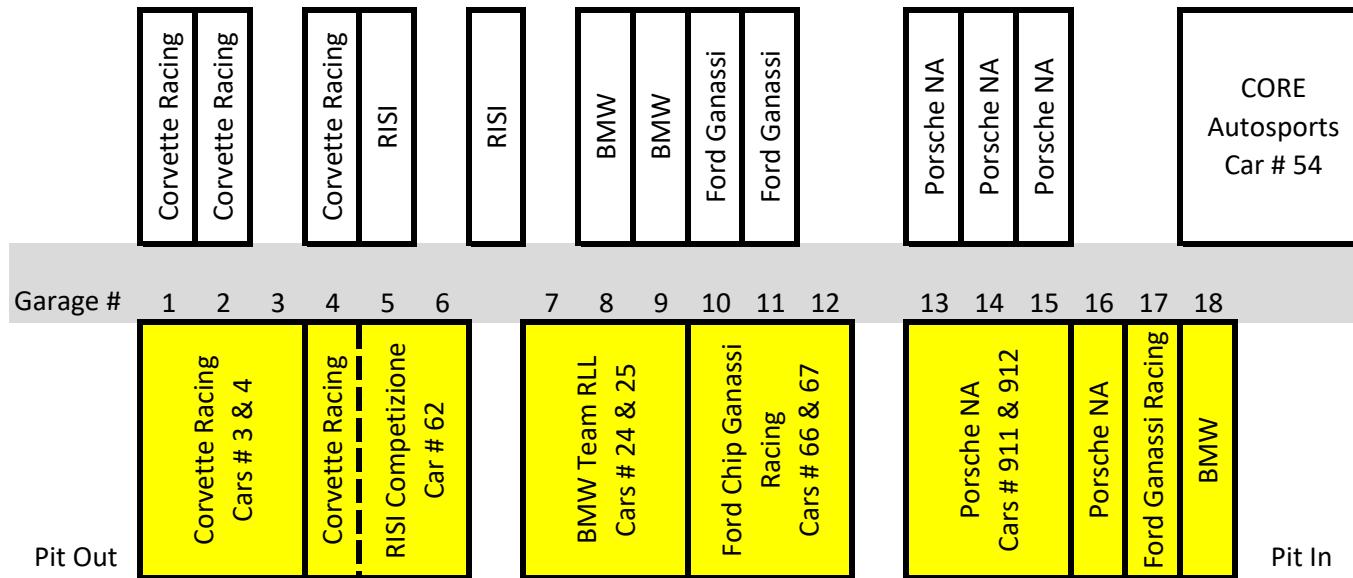 Corvette Racing
Corvette Racing
Corvette Racing
RISI
RISI
BMW
BMW
Ford Ganassi
Ford Ganassi
Porsche NA
Porsche NA
Porsche NA
CORE
Autosports
Car # 54
Garage # 1 2 3 4 5 6 7 8 9 10 11 12 13 14 15 16 17 18
Corvette Racing
Cars # 3 & 4
Corvette Racing
RISI Competizione
Car # 62
BMW Team RLL
Cars # 24 & 25
Ford Chip Ganassi
Racing
Cars # 66 & 67
Porsche NA
Cars # 911 & 912
Porsche NA
Ford Ganassi Racing
BMW
Pit Out
Pit In